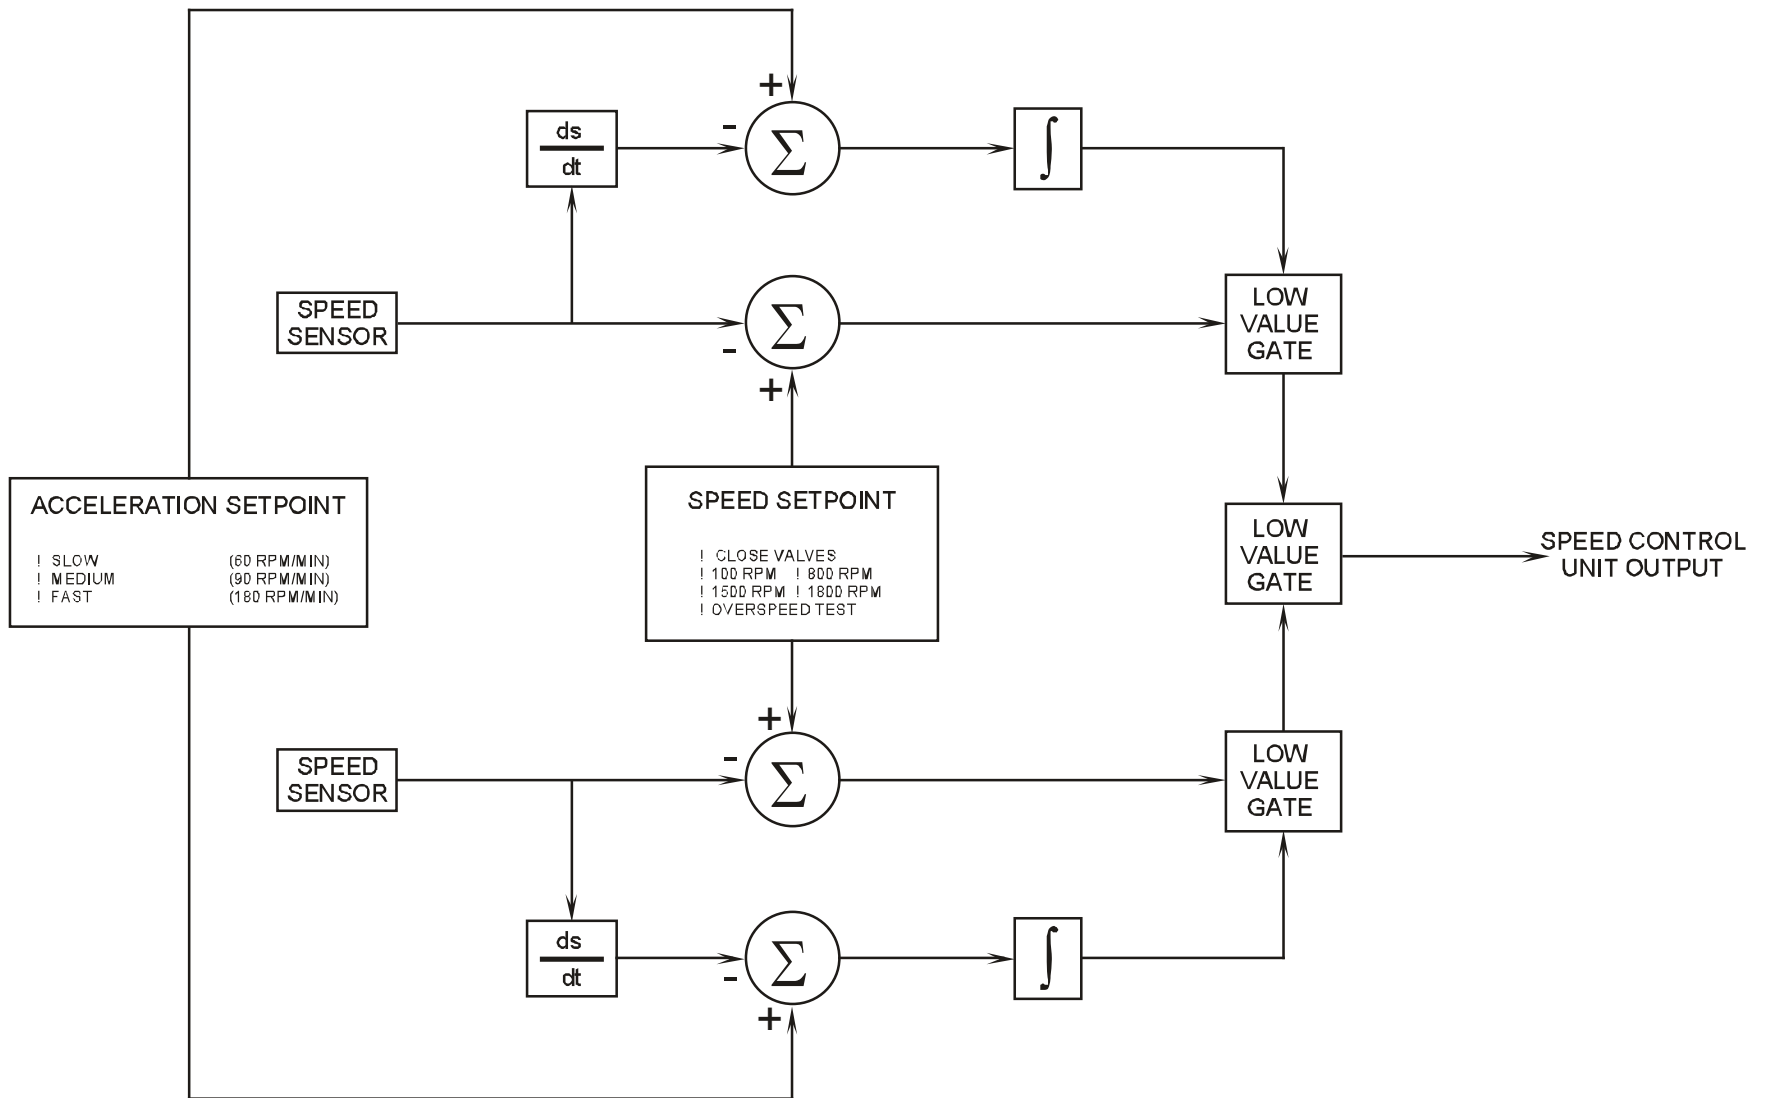 +
-
ds
dt
Σ
∫
SPEED
SENSOR
Σ
-
+
LOW
VALUE
GATE
ACCELERATION SETPOINT
! SLOW (60 RPM/MIN)
! MEDIUM (90 RPM/MIN)
! FAST (180 RPM/MIN)
SPEED SETPOINT
! CLOSE VALVES
! 100 RPM ! 800 RPM
! 1500 RPM ! 1800 RPM
! OVERSPEED TEST
LOW
VALUE
GATE
SPEED CONTROL
UNIT OUTPUT
+
-
SPEED
SENSOR
Σ
LOW
VALUE
GATE
ds
dt
Σ
-
+
∫